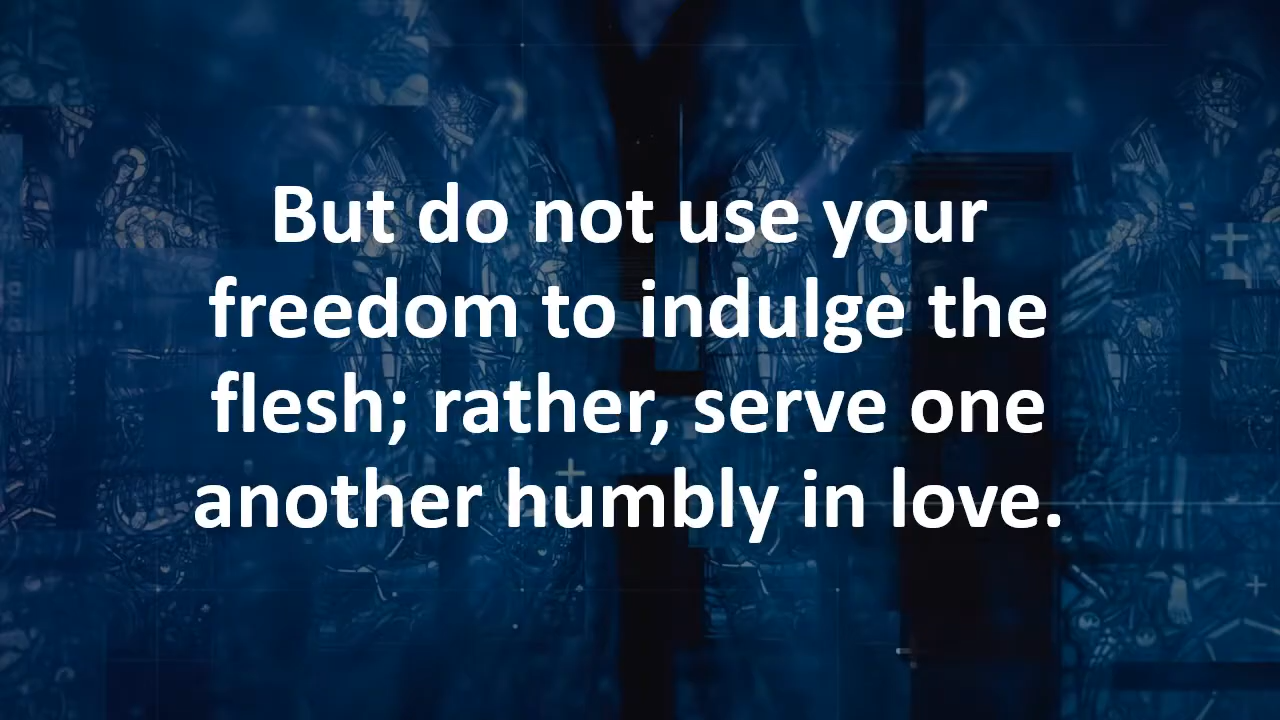 But do not use your
freedom to indulge the
flesh; rather, serve one
another humbly in love.